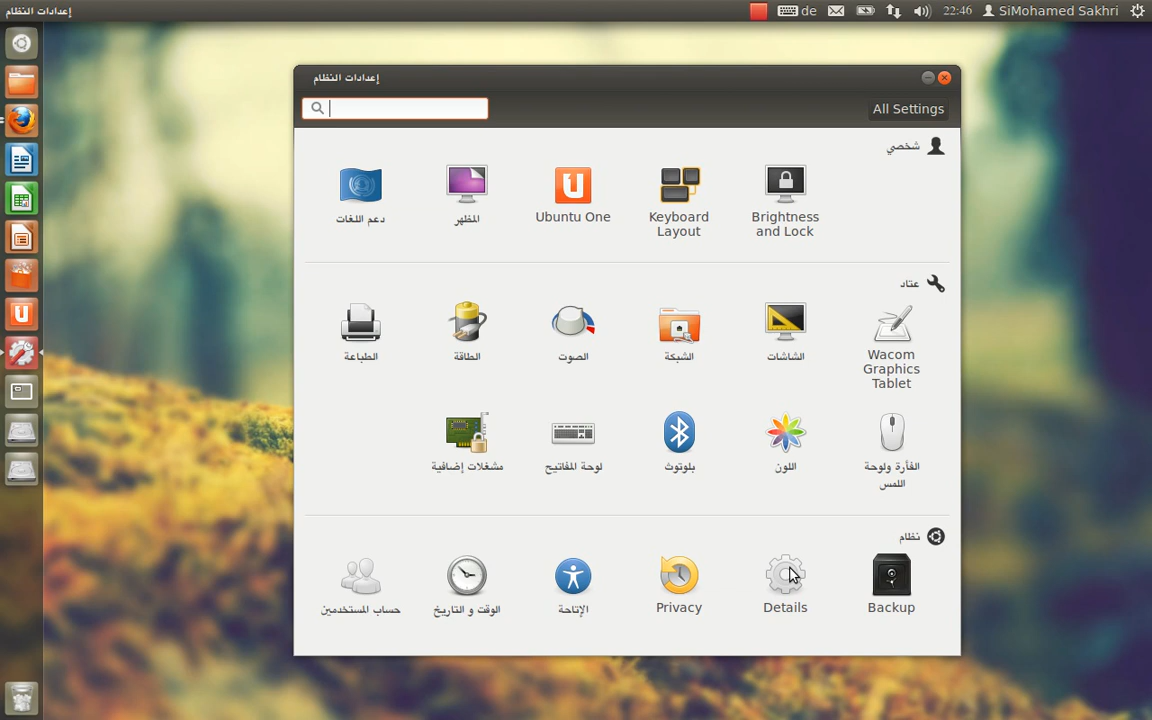 إعدادات النظام
de
22:46
SiMohamed Sakhri
إعدادات النظام
All Settings
شخصي
دعم اللغات
المظهر
Ubuntu One
Keyboard
Layout
Brightness
and Lock
عتاد
الطباعة
الطاقة
الصوت
الشبكة
الشاشات
Wacom
Graphics
Tablet
مشغلات إضافية
لوحة المفاتيح
بلوتوث
اللون
الفأرة ولوحة
اللمس
نظام
حساب المستخدمين
الوقت و التاريخ
الإتاحة
Privacy
Details
Backup